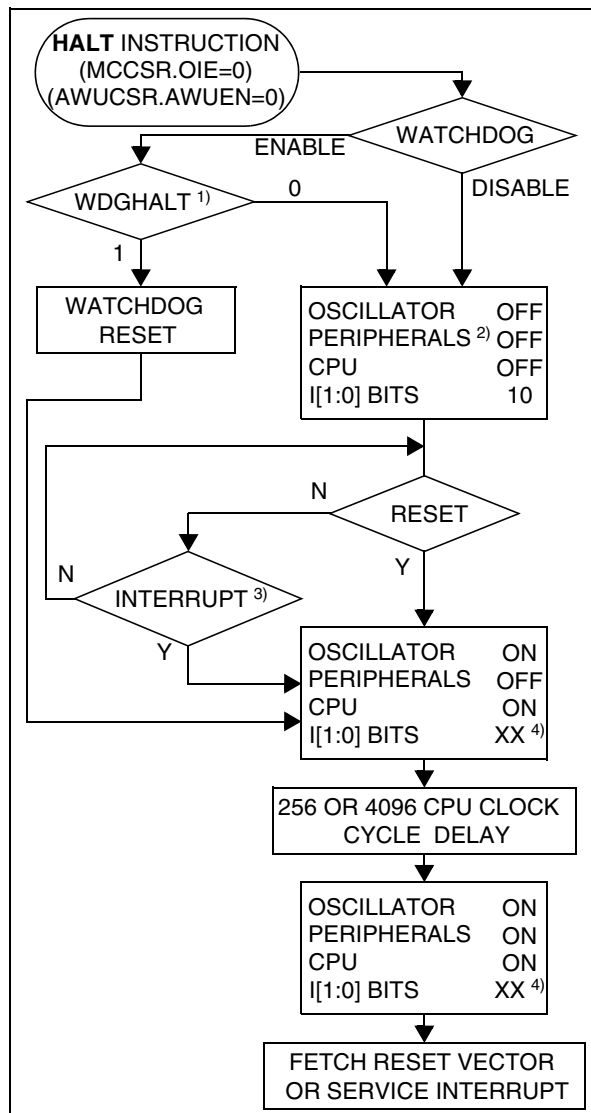 HALT INSTRUCTION
(MCCSR.OIE=0)
(AWUCSR.AWUEN=0)
WATCHDOG
ENABLE
DISABLE
WDGHALT 1)
0
1
WATCHDOG
RESET
OSCILLATOR OFF
PERIPHERALS 2) OFF
CPU OFF
I[1:0] BITS 10
RESET
N
Y
INTERRUPT 3)
N
Y
OSCILLATOR ON
PERIPHERALS OFF
CPU ON
I[1:0] BITS XX 4)
256 OR 4096 CPU CLOCK
CYCLE DELAY
OSCILLATOR ON
PERIPHERALS ON
CPU ON
I[1:0] BITS XX 4)
FETCH RESET VECTOR
OR SERVICE INTERRUPT